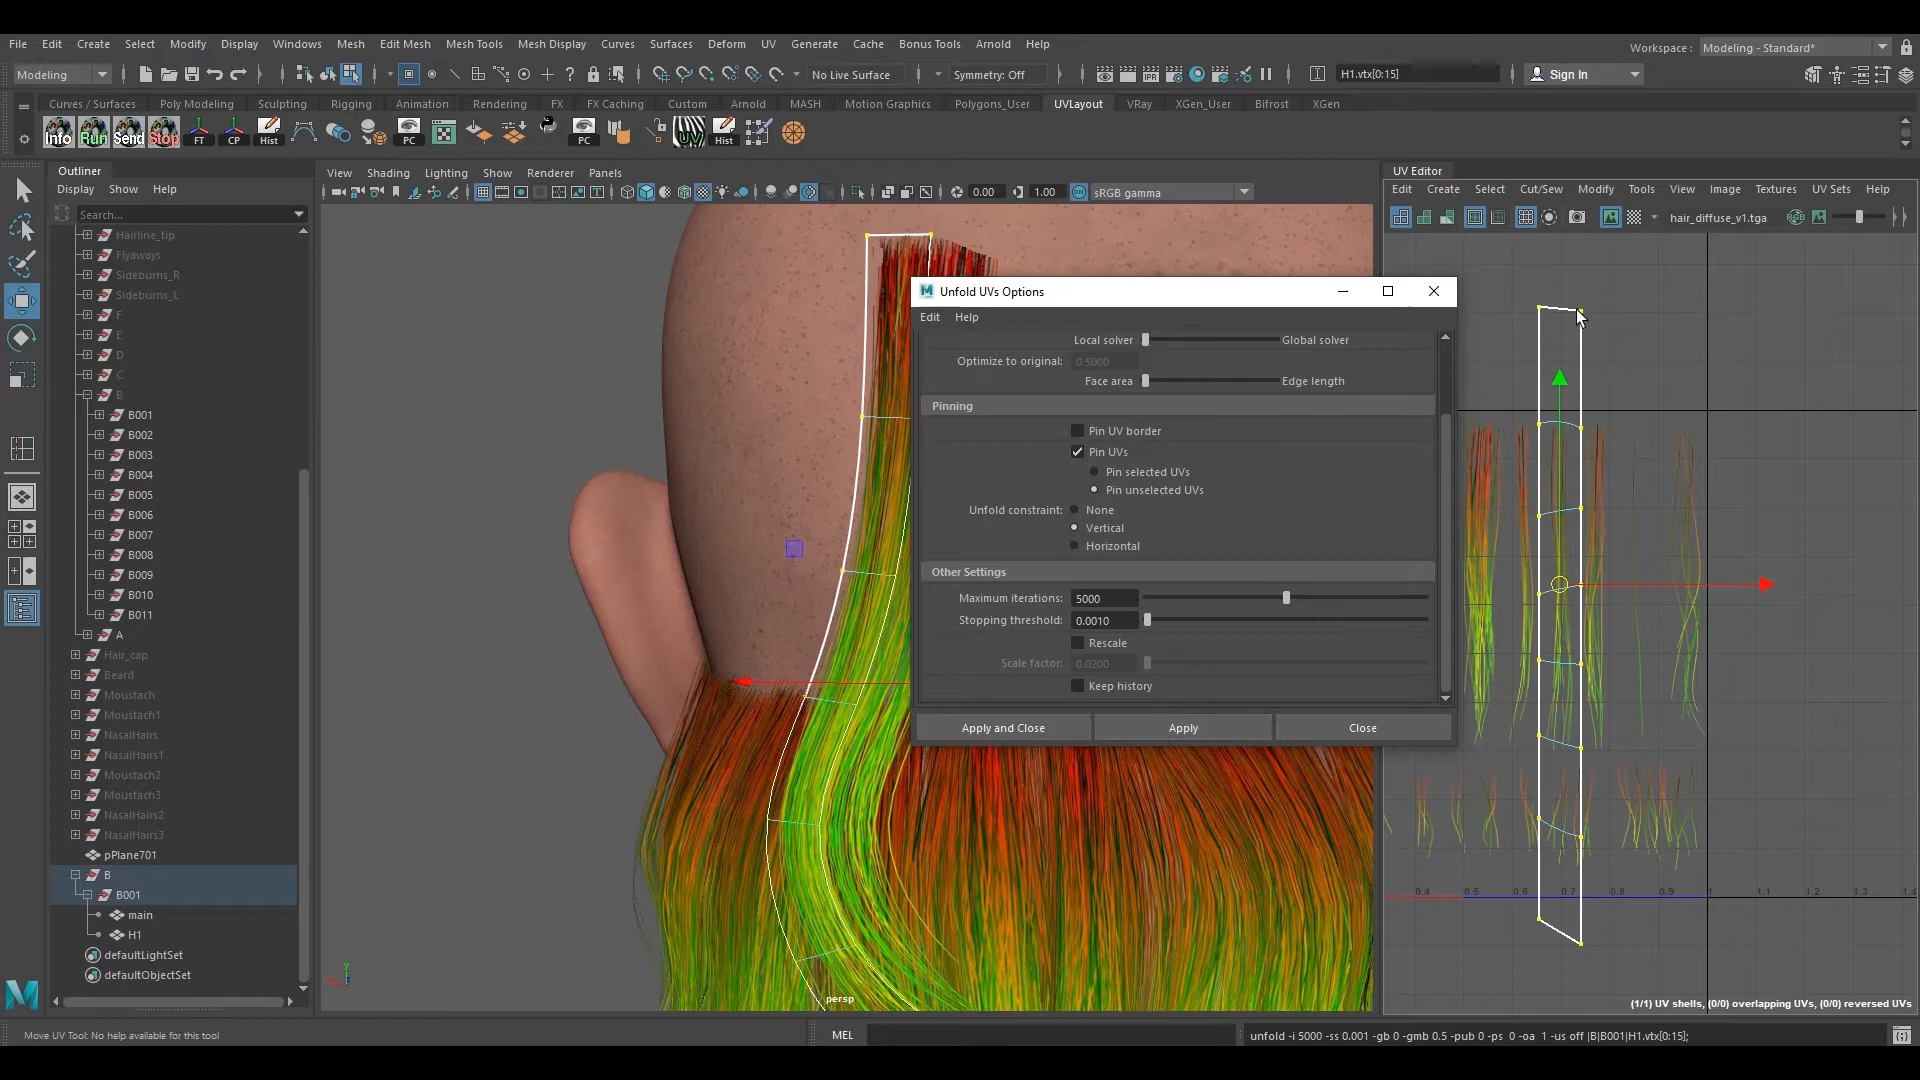 File Edit Create Select Modify Display Windows Mesh Edit Mesh Mesh Tools Mesh Display Curves Surfaces Deform UV Generate Cache Bonus Tools Arnold Help
Workspace : Modeling - Standard*
Modeling
No Live Surface
Symmetry: Off
H1.vtx[0:15]
Sign In
Curves / Surfaces Poly Modeling Sculpting Rigging Animation Rendering FX FX Caching Custom Arnold MASH Motion Graphics Polygons_User UVLayout VRay XGen_User Bifrost XGen
Info Run Send Stop FT CP Hist PC PC UV Hist
Outliner
Display Show Help
Search...
Hairline_tip
Flyaways
Sideburns_R
Sideburns_L
F
E
D
C
B
B001
B002
B003
B004
B005
B006
B007
B008
B009
B010
B011
A
Hair_cap
Beard
Moustach
Moustach1
NasalHairs
NasalHairs1
Moustach2
Moustach3
NasalHairs2
NasalHairs3
pPlane701
B
B001
main
H1
defaultLightSet
defaultObjectSet
View Shading Lighting Show Renderer Panels
0.00 1.00 sRGB gamma
y
persp
Unfold UVs Options
Edit Help
Local solver Global solver
Optimize to original: 0.5000
Face area Edge length
Pinning
Pin UV border
Pin UVs
Pin selected UVs
Pin unselected UVs
Unfold constraint: None
Vertical
Horizontal
Other Settings
Maximum iterations: 5000
Stopping threshold: 0.0010
Rescale
Scale factor: 0.0200
Keep history
Apply and Close Apply Close
UV Editor
Edit Create Select Cut/Sew Modify Tools View Image Textures UV Sets Help
hair_diffuse_v1.tga
0.4 0.5 0.6 0.7 0.8 0.9 1 1.1 1.2 1.3 1.4
(1/1) UV shells, (0/0) overlapping UVs, (0/0) reversed UVs
Move UV Tool: No help available for this tool
MEL
unfold -i 5000 -ss 0.001 -gb 0 -gmb 0.5 -pub 0 -ps 0 -oa 1 -us off |B|B001|H1.vtx[0:15];